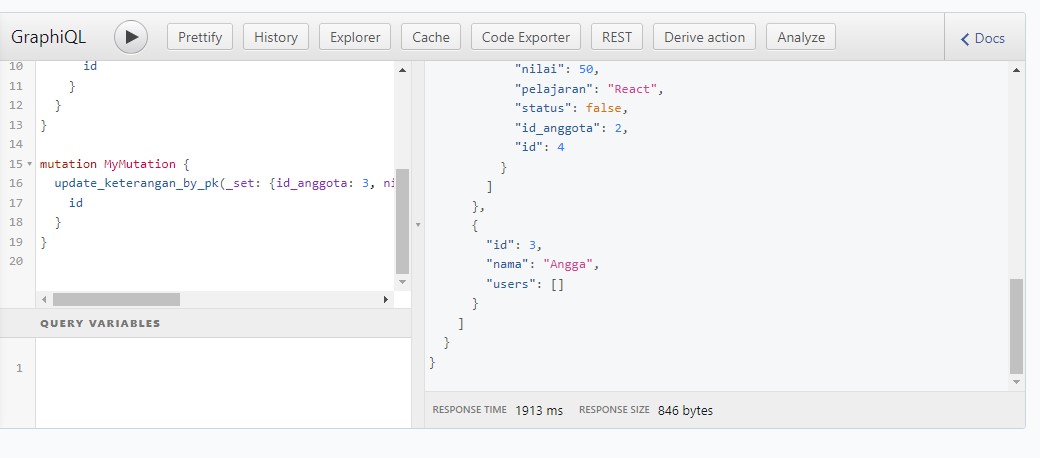 GraphiQL Prettify History Explorer Cache Code Exporter REST Derive action Analyze Docs
10 id
11 }
12 }
13 }
14
15 mutation MyMutation {
16 update_keterangan_by_pk(_set: {id_anggota: 3, ni
17 id
18 }
19 }
20
QUERY VARIABLES
1
"nilai": 50,
"pelajaran": "React",
"status": false,
"id_anggota": 2,
"id": 4
}
]
},
{
"id": 3,
"nama": "Angga",
"users": []
}
]
}
}
RESPONSE TIME 1913 ms RESPONSE SIZE 846 bytes